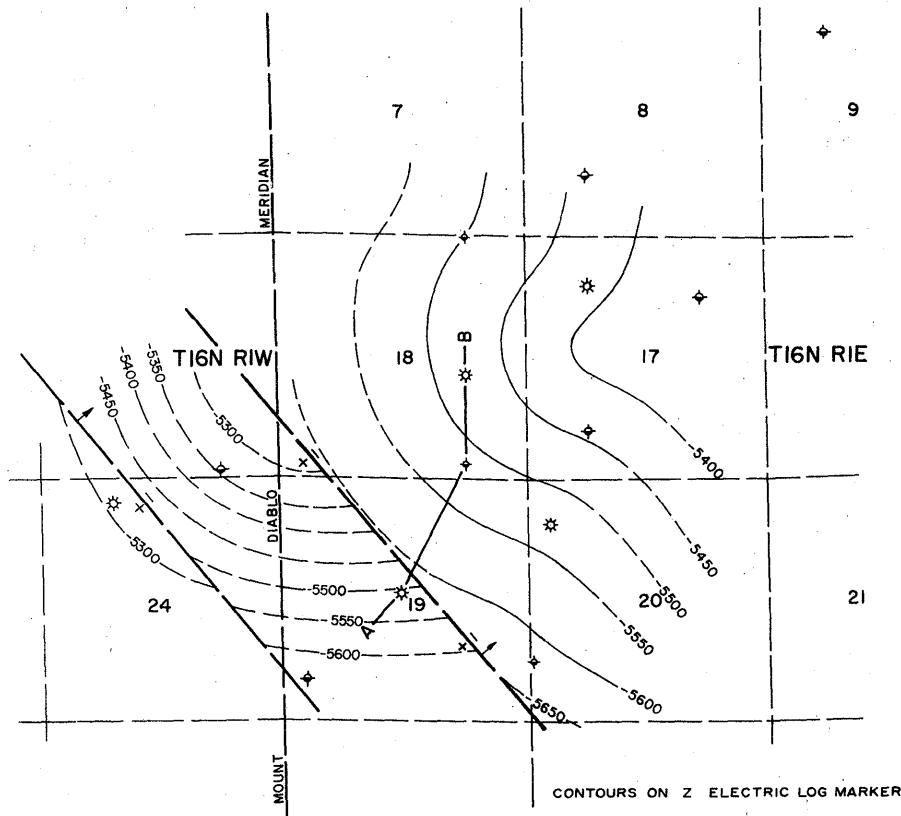 7
8
9
MERIDIAN
T16N R1W
18
B
17
T16N R1E
-5350
-5400
-5450
-5300
-5400
DIABLO
-5300
-5450
24
-5500
19
20
-5500
21
A
-5550
-5550
-5600
-5600
-5650
MOUNT
CONTOURS ON Z ELECTRIC LOG MARKER